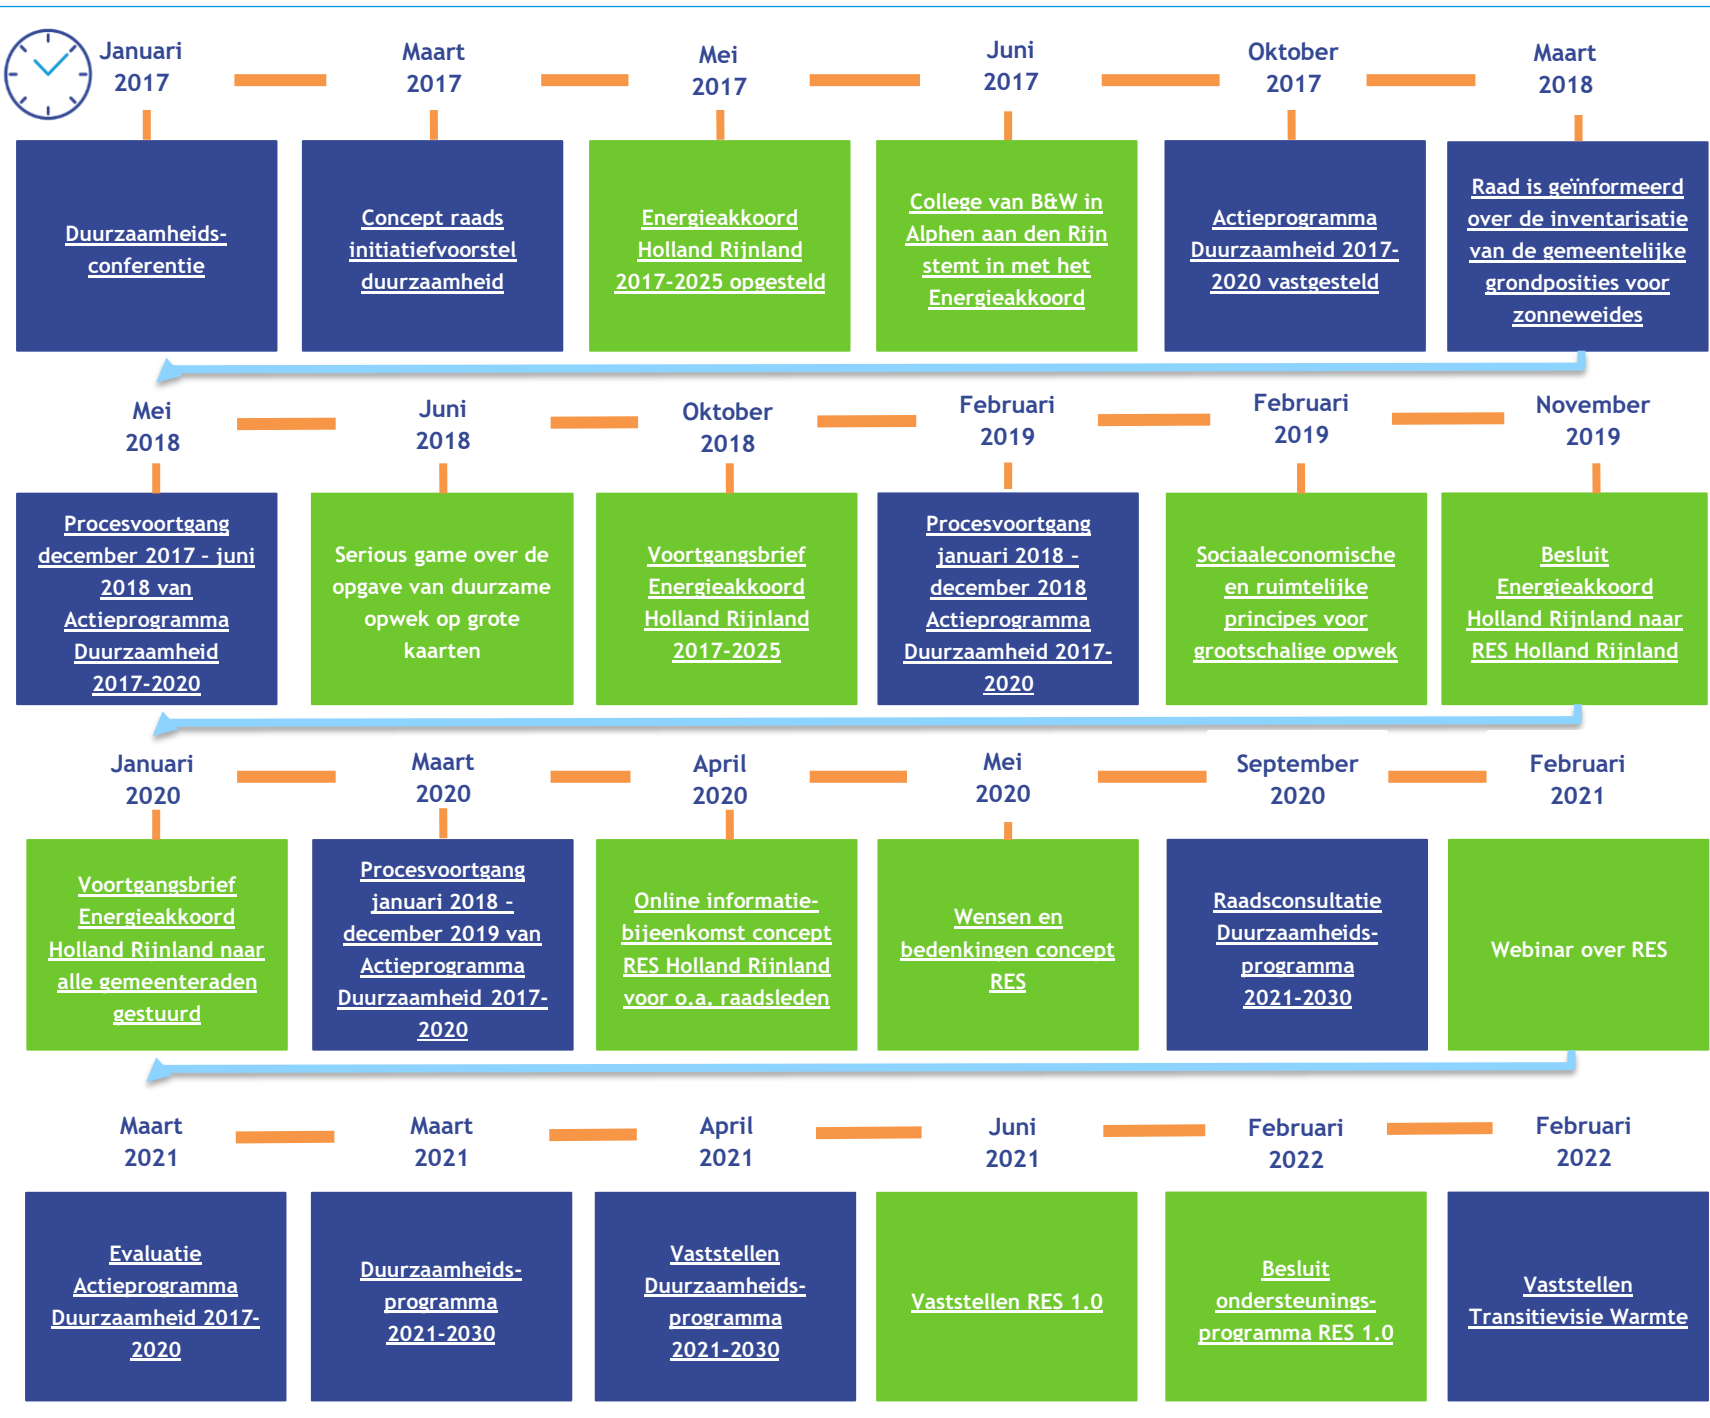 Januari
2017
Maart
2017
Mei
2017
Juni
2017
Oktober
2017
Maart
2018
Duurzaamheids-
conferentie
Concept raads
initiatiefvoorstel
duurzaamheid
Energieakkoord
Holland Rijnland
2017-2025 opgesteld
College van B&W in
Alphen aan den Rijn
stemt in met het
Energieakkoord
Actieprogramma
Duurzaamheid 2017-
2020 vastgesteld
Raad is geïnformeerd
over de inventarisatie
van de gemeentelijke
grondposities voor
zonneweides
Mei
2018
Juni
2018
Oktober
2018
Februari
2019
Februari
2019
November
2019
Procesvoortgang
december 2017 - juni
2018 van
Actieprogramma
Duurzaamheid
2017-2020
Serious game over de
opgave van duurzame
opwek op grote
kaarten
Voortgangsbrief
Energieakkoord
Holland Rijnland
2017-2025
Procesvoortgang
januari 2018 –
december 2018
Actieprogramma
Duurzaamheid 2017-
2020
Sociaaleconomische
en ruimtelijke
principes voor
grootschalige opwek
Besluit
Energieakkoord
Holland Rijnland naar
RES Holland Rijnland
Januari
2020
Maart
2020
April
2020
Mei
2020
September
2020
Februari
2021
Voortgangsbrief
Energieakkoord
Holland Rijnland naar
alle gemeenteraden
gestuurd
Procesvoortgang
januari 2018 –
december 2019 van
Actieprogramma
Duurzaamheid 2017-
2020
Online informatie-
bijeenkomst concept
RES Holland Rijnland
voor o.a. raadsleden
Wensen en
bedenkingen concept
RES
Raadsconsultatie
Duurzaamheids-
programma
2021-2030
Webinar over RES
Maart
2021
Maart
2021
April
2021
Juni
2021
Februari
2022
Februari
2022
Evaluatie
Actieprogramma
Duurzaamheid 2017-
2020
Duurzaamheids-
programma
2021-2030
Vaststellen
Duurzaamheids-
programma
2021-2030
Vaststellen RES 1.0
Besluit
ondersteunings-
programma RES 1.0
Vaststellen
Transitievisie Warmte